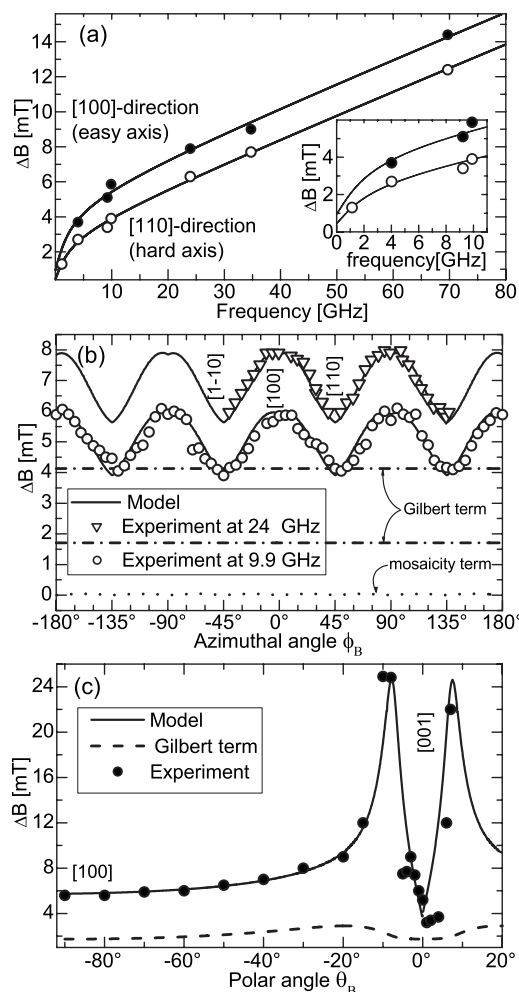 (a)
ΔB [mT]
14
12
10
8
6
4
2
[100]-direction
(easy axis)
[110]-direction
(hard axis)
ΔB [mT]
4
2
0
0 2 4 6 8 10
frequency[GHz]
0 10 20 30 40 50 60 70 80
Frequency [GHz]
(b)
ΔB [mT]
8
7
6
5
4
3
2
1
0
[1-10]
[100]
[110]
Model
Experiment at 24 GHz
Experiment at 9.9 GHz
Gilbert term
mosaicity term
-180° -135° -90° -45° 0° 45° 90° 135° 180°
Azimuthal angle ϕB
(c)
ΔB [mT]
24
20
16
12
8
4
Model
Gilbert term
Experiment
[001]
[100]
-80° -60° -40° -20° 0° 20°
Polar angle θB